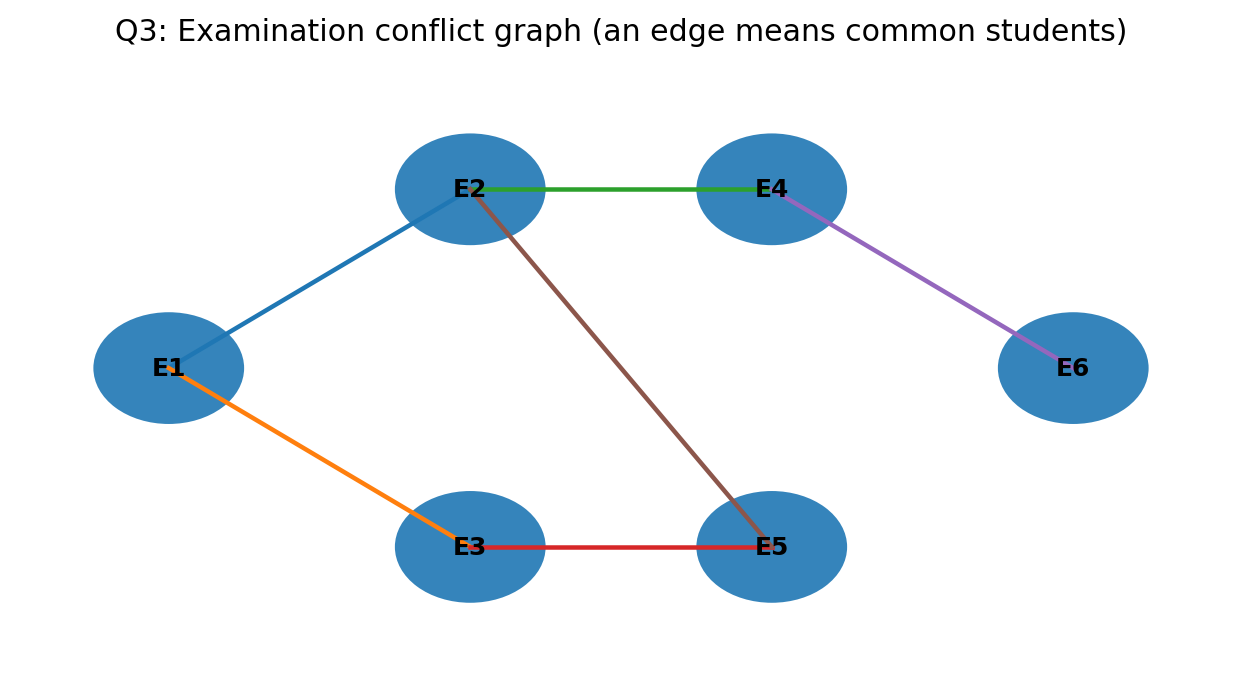 Q3: Examination conflict graph (an edge means common students)
E2
E4
E1
E6
E3
E5